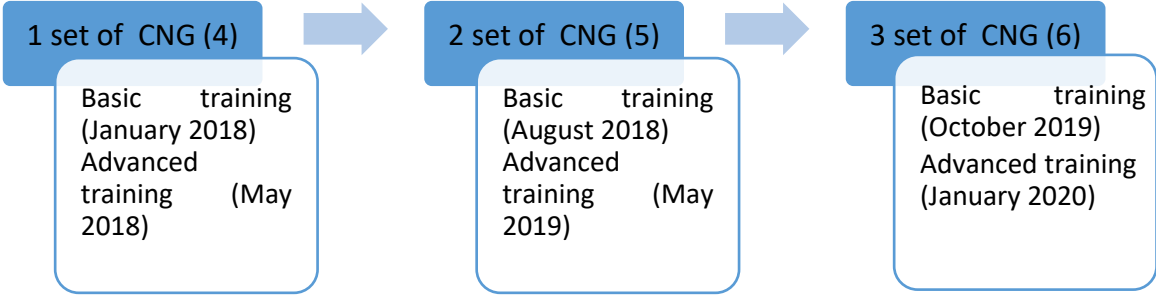 1 set of CNG (4)
Basic training
(January 2018)
Advanced
training (May
2018)
2 set of CNG (5)
Basic training
(August 2018)
Advanced
training (May
2019)
3 set of CNG (6)
Basic training
(October 2019)
Advanced training
(January 2020)